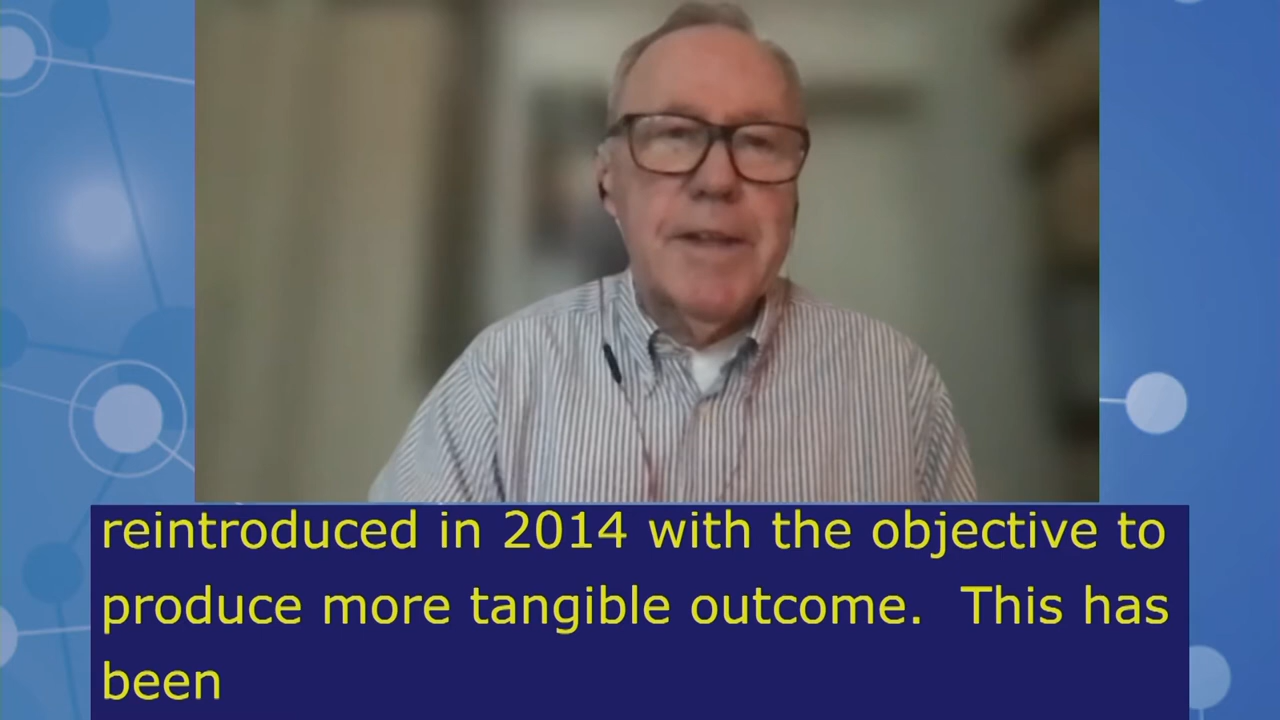 reintroduced in 2014 with the objective to
produce more tangible outcome.  This has
been